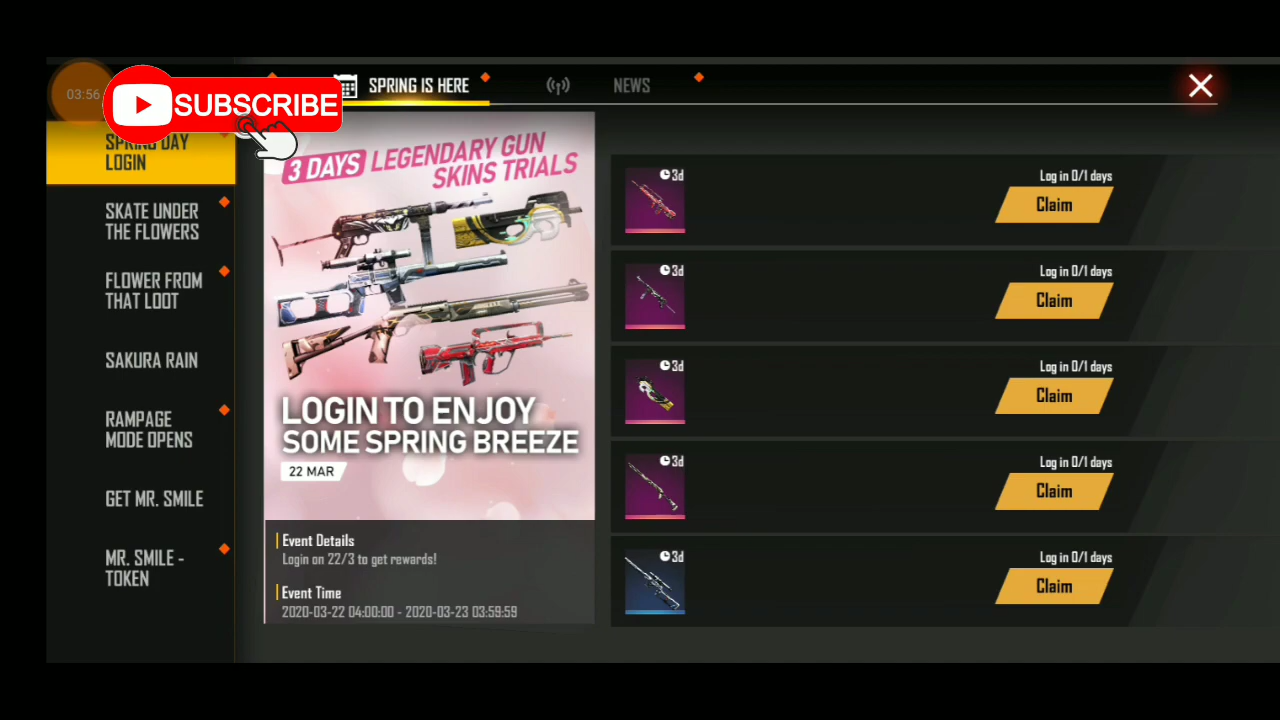 03:56
SUBSCRIBE
SPRING IS HERE
NEWS
SPRING DAY
LOGIN
SKATE UNDER
THE FLOWERS
FLOWER FROM
THAT LOOT
SAKURA RAIN
RAMPAGE
MODE OPENS
GET MR. SMILE
MR. SMILE -
TOKEN
3 DAYS LEGENDARY GUN
SKINS TRIALS
LOGIN TO ENJOY
SOME SPRING BREEZE
22 MAR
Event Details
Login on 22/3 to get rewards!
Event Time
2020-03-22 04:00:00 - 2020-03-23 03:59:59
3d
Log in 0/1 days
Claim
3d
Log in 0/1 days
Claim
3d
Log in 0/1 days
Claim
3d
Log in 0/1 days
Claim
3d
Log in 0/1 days
Claim